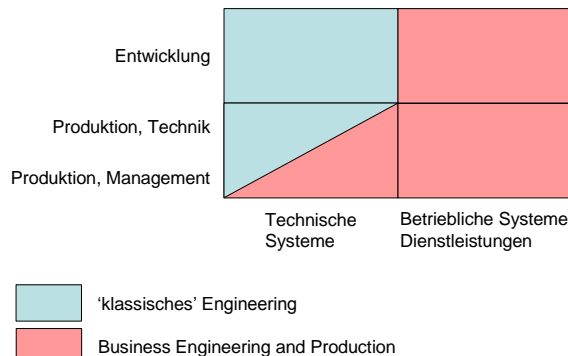 Entwicklung
Produktion, Technik
Produktion, Management
Technische
Systeme
Betriebliche Systeme
Dienstleistungen
‘klassisches’ Engineering
Business Engineering and Production